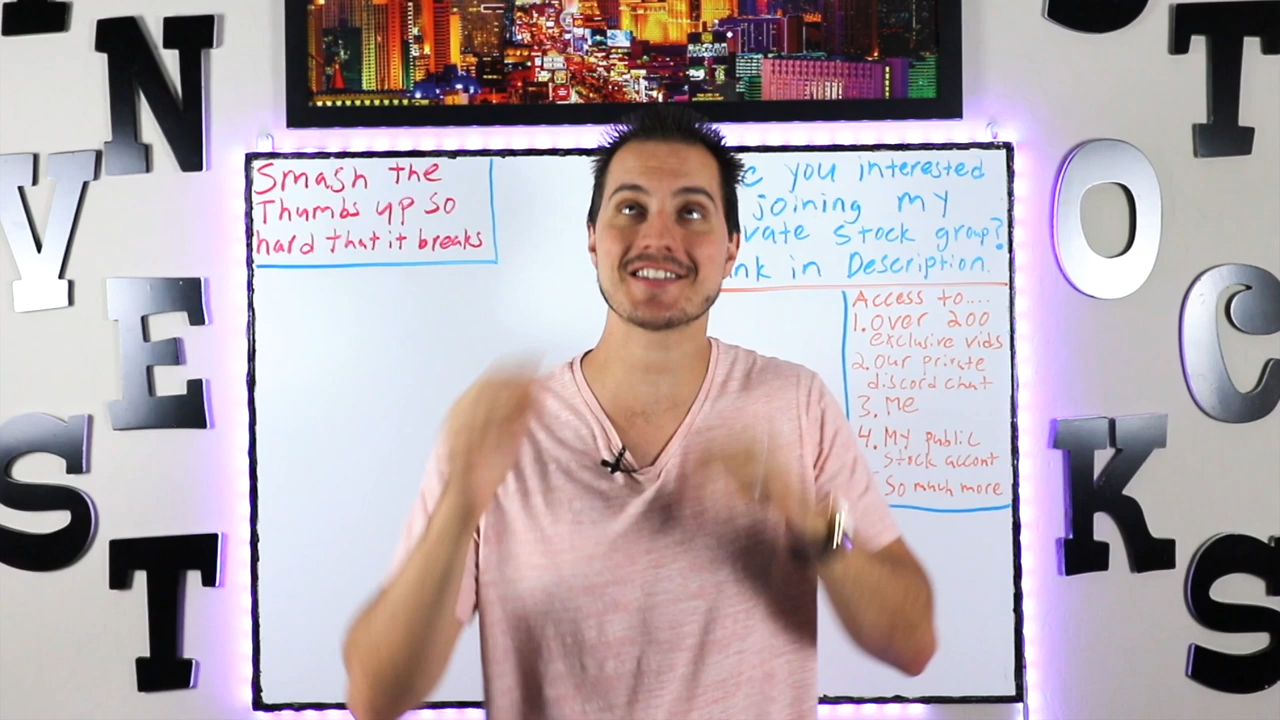 INVEST
Smash the
Thumbs up so
hard that it breaks
you interested
joining my
stock group?
in Description.
Access to....
1. Over 200
exclusive vids
2. Our private
discord chat
3. Me
4. My public
stock accont
So much more
STOCKS